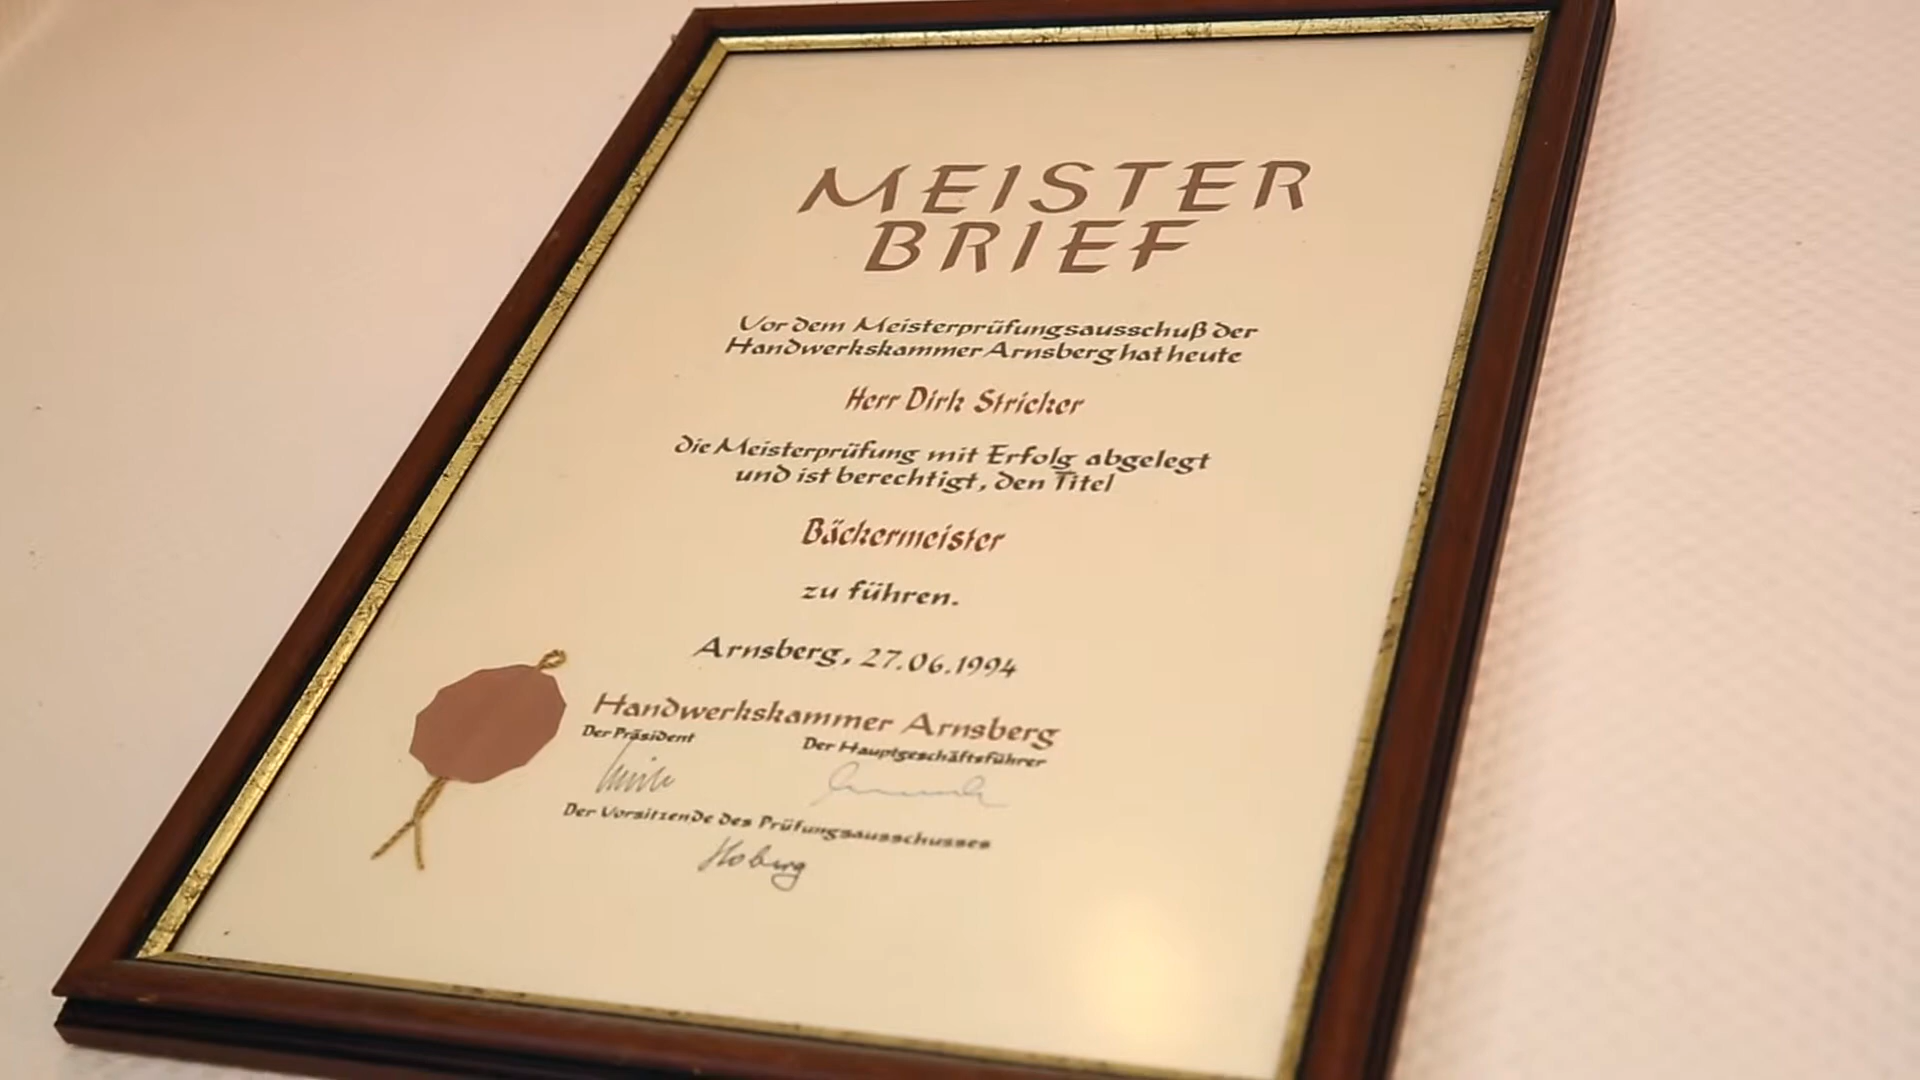 MEISTER
BRIEF
Vor dem Meisterprüfungsausschuß der
Handwerkskammer Arnsberg hat heute
Herr Dirk Stricker
die Meisterprüfung mit Erfolg abgelegt
und ist berechtigt, den Titel
Bäckermeister
zu führen.
Arnsberg, 27.06.1994
Handwerkskammer Arnsberg
Der Präsident Der Hauptgeschäftsführer
Der Vorsitzende des Prüfungsausschusses
Hoberg